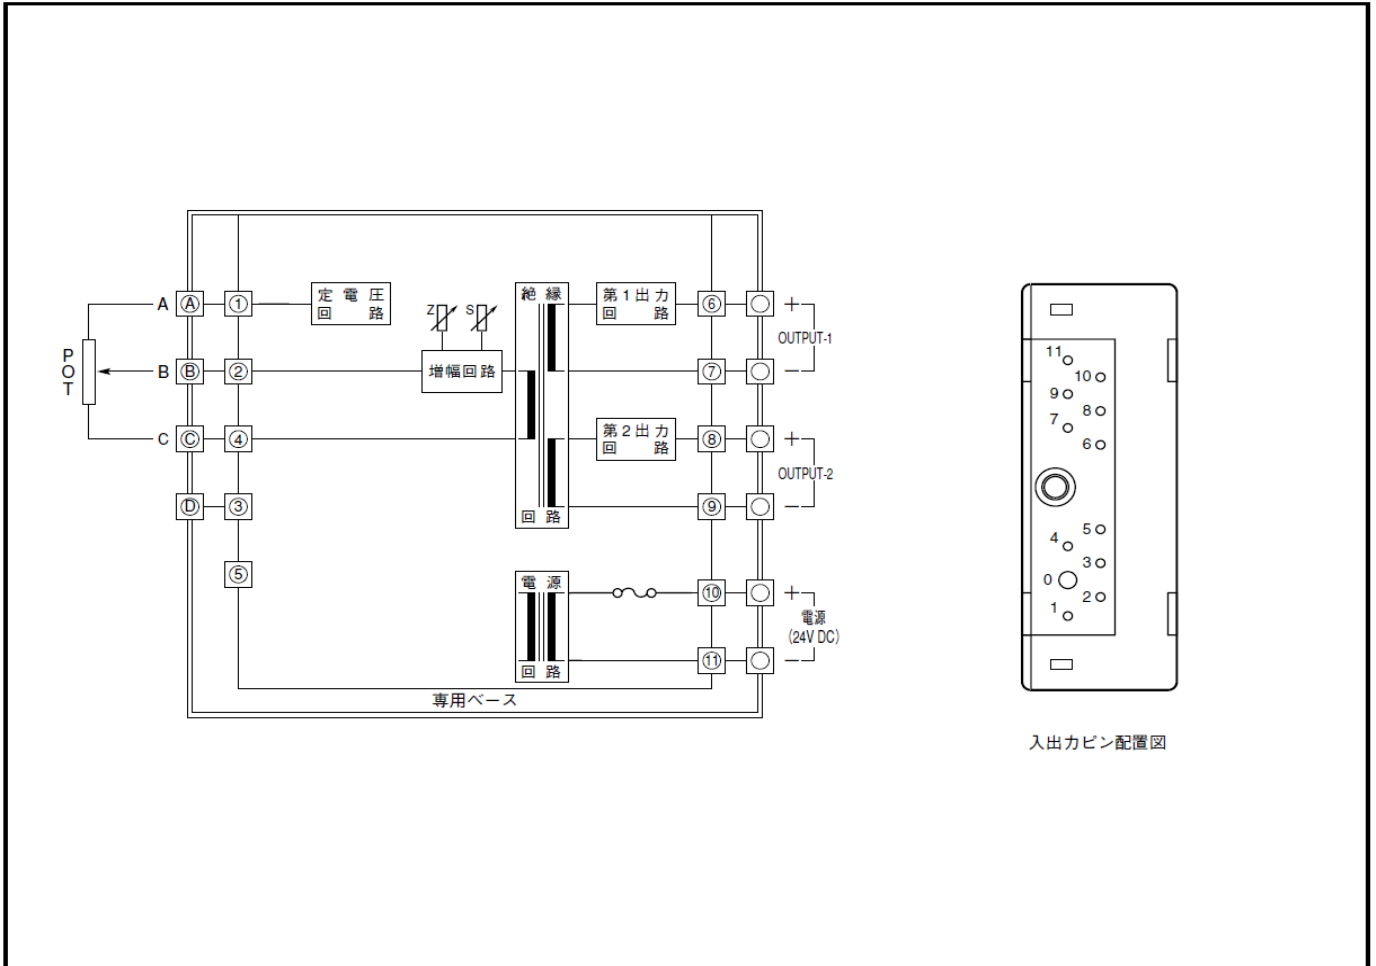 定電圧
回路
Z S
絶縁
第1出力
回路
A Ⓐ ①
⑥ +
OUTPUT-1
POT
B Ⓑ ②
増幅回路
⑦ −
C Ⓒ ④
第2出力
回路
⑧ +
OUTPUT-2
Ⓓ ③
回路
⑨ −
⑤
電源
⑩ +
電源
(24V DC)
回路
⑪ −
専用ベース
11
10
9
8
7
6
5
4
3
0
2
1
入出力ピン配置図